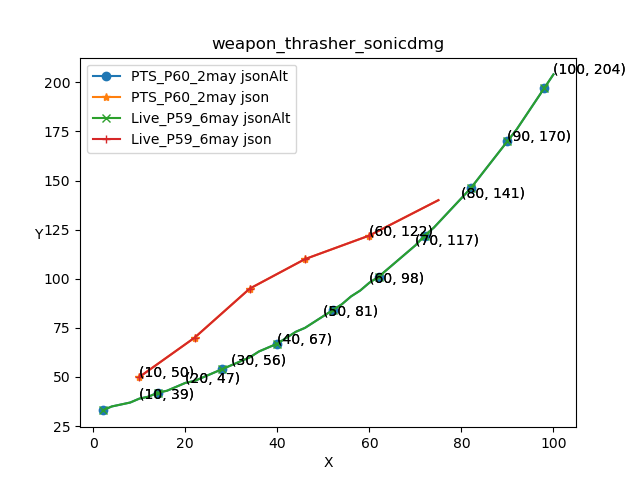 weapon_thrasher_sonicdmg
PTS_P60_2may jsonAlt
PTS_P60_2may json
Live_P59_6may jsonAlt
Live_P59_6may json
Y
200
175
150
125
100
75
50
25
(100, 204)
(90, 170)
(80, 141)
(60, 122)
(70, 117)
(60, 98)
(50, 81)
(40, 67)
(30, 56)
(10, 50)
(20, 47)
(10, 39)
0 20 40 60 80 100
X